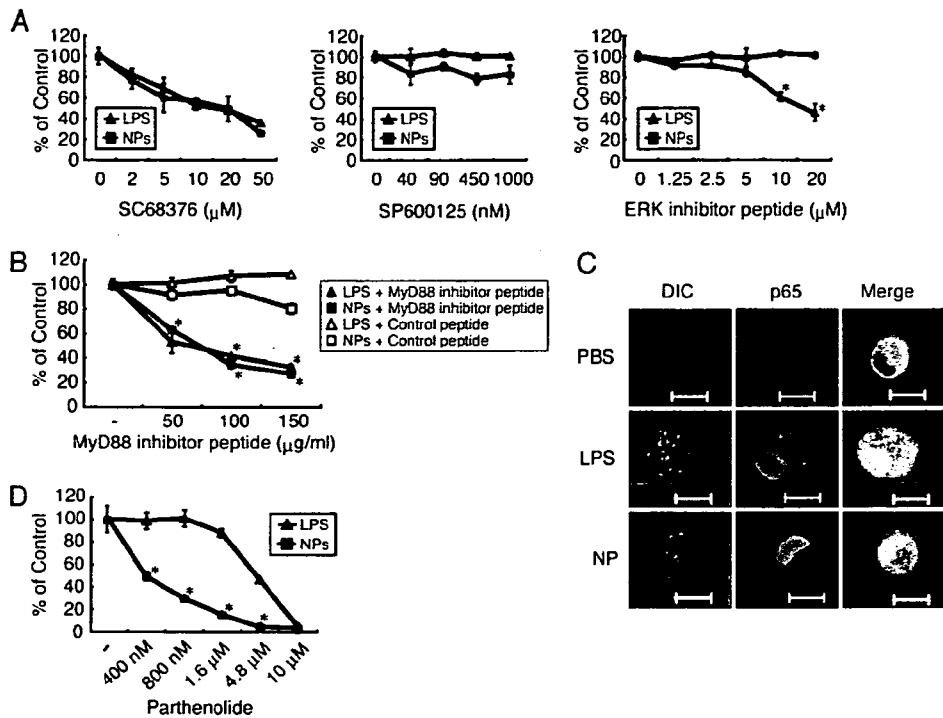 A
% of Control
120
100
80
60
40
20
0
LPS
NPs
0 2 5 10 20 50
SC68376 (μM)
% of Control
120
100
80
60
40
20
0
LPS
NPs
0 40 90 450 1000
SP600125 (nM)
% of Control
120
100
80
60
40
20
0
LPS
NPs
*
*
0 1.25 2.5 5 10 20
ERK inhibitor peptide (μM)
B
% of Control
120
100
80
60
40
20
0
*
*
*
*
*
- 50 100 150
MyD88 inhibitor peptide (μg/ml)
LPS + MyD88 inhibitor peptide
NPs + MyD88 inhibitor peptide
LPS + Control peptide
NPs + Control peptide
C
DIC p65 Merge
PBS
LPS
NP
D
% of Control
120
100
80
60
40
20
0
LPS
NPs
*
*
*
*
- 400 nM 800 nM 1.6 μM 4.8 μM 10 μM
Parthenolide